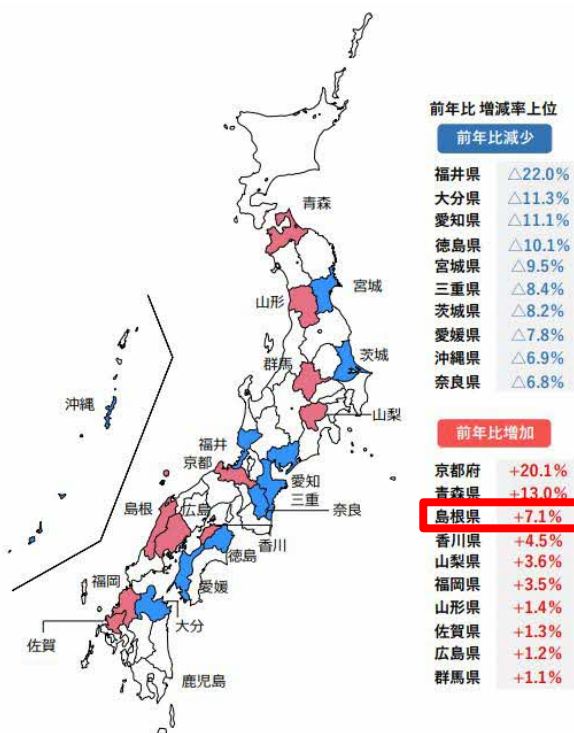 青森
宮城
山形
群馬
茨城
山梨
沖縄
福井
京都
愛知
三重
奈良
島根
広島
香川
徳島
愛媛
福岡
大分
佐賀
鹿児島
前年比 増減率上位
前年比減少
福井県 △22.0%
大分県 △11.3%
愛知県 △11.1%
徳島県 △10.1%
宮城県 △9.5%
三重県 △8.4%
茨城県 △8.2%
愛媛県 △7.8%
沖縄県 △6.9%
奈良県 △6.8%
前年比増加
京都府 +20.1%
青森県 +13.0%
島根県 +7.1%
香川県 +4.5%
山梨県 +3.6%
福岡県 +3.5%
山形県 +1.4%
佐賀県 +1.3%
広島県 +1.2%
群馬県 +1.1%